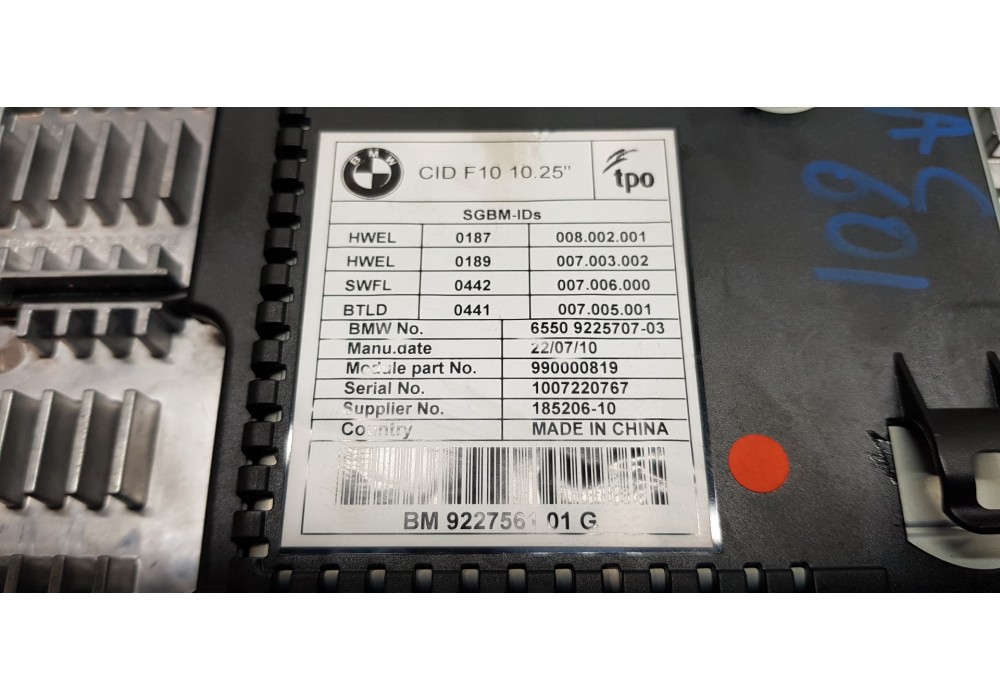 BMW
CID F10 10.25"
tpo
SGBM-IDs
HWEL 0187 008.002.001
HWEL 0189 007.003.002
SWFL 0442 007.006.000
BTLD 0441 007.005.001
BMW No. 6550 9225707-03
Manu.date 22/07/10
Module part No. 990000819
Serial No. 1007220767
Supplier No. 185206-10
Country MADE IN CHINA
BM 9227561 01 G
AC
601